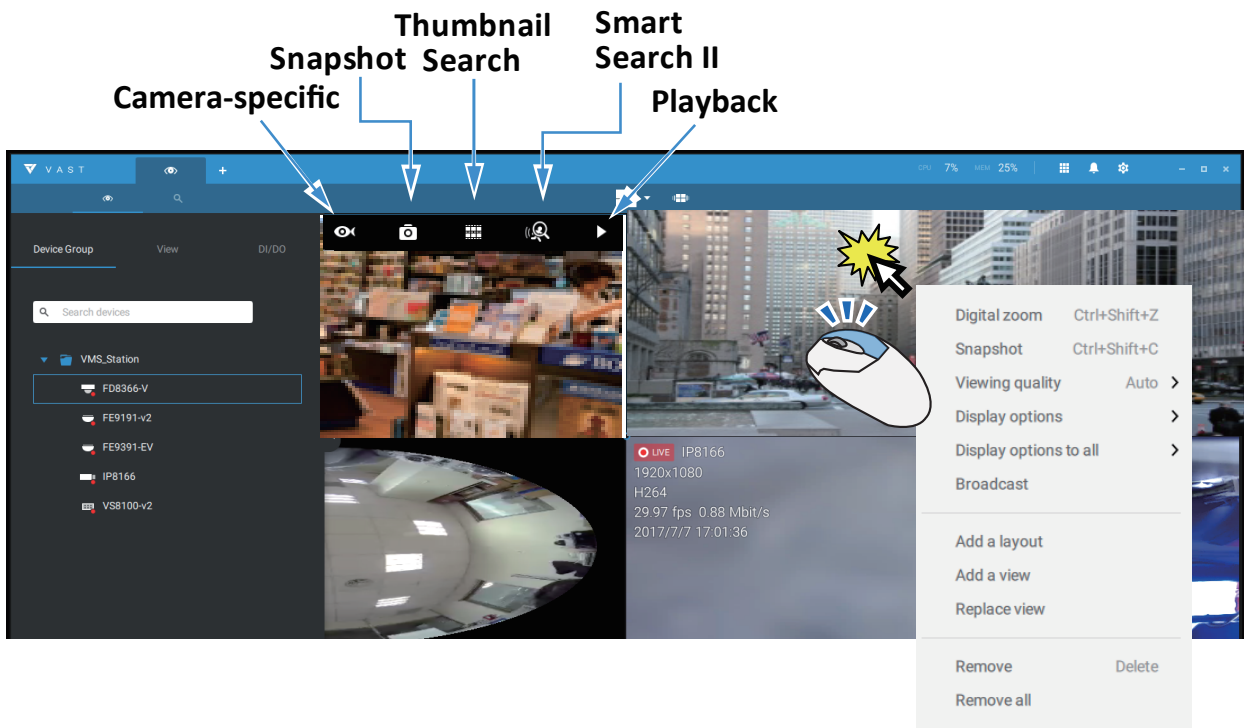 Thumbnail
Search
Smart
Search II
Snapshot
Camera-specific
Playback
VAST
CPU 7% MEM 25%
Device Group View DI/DO
Search devices
VMS_Station
FD8366-V
FE9191-v2
FE9391-EV
IP8166
VS8100-v2
LIVE IP8166
1920x1080
H264
29.97 fps 0.88 Mbit/s
2017/7/7 17:01:36
Digital zoom Ctrl+Shift+Z
Snapshot Ctrl+Shift+C
Viewing quality Auto
Display options
Display options to all
Broadcast
Add a layout
Add a view
Replace view
Remove Delete
Remove all